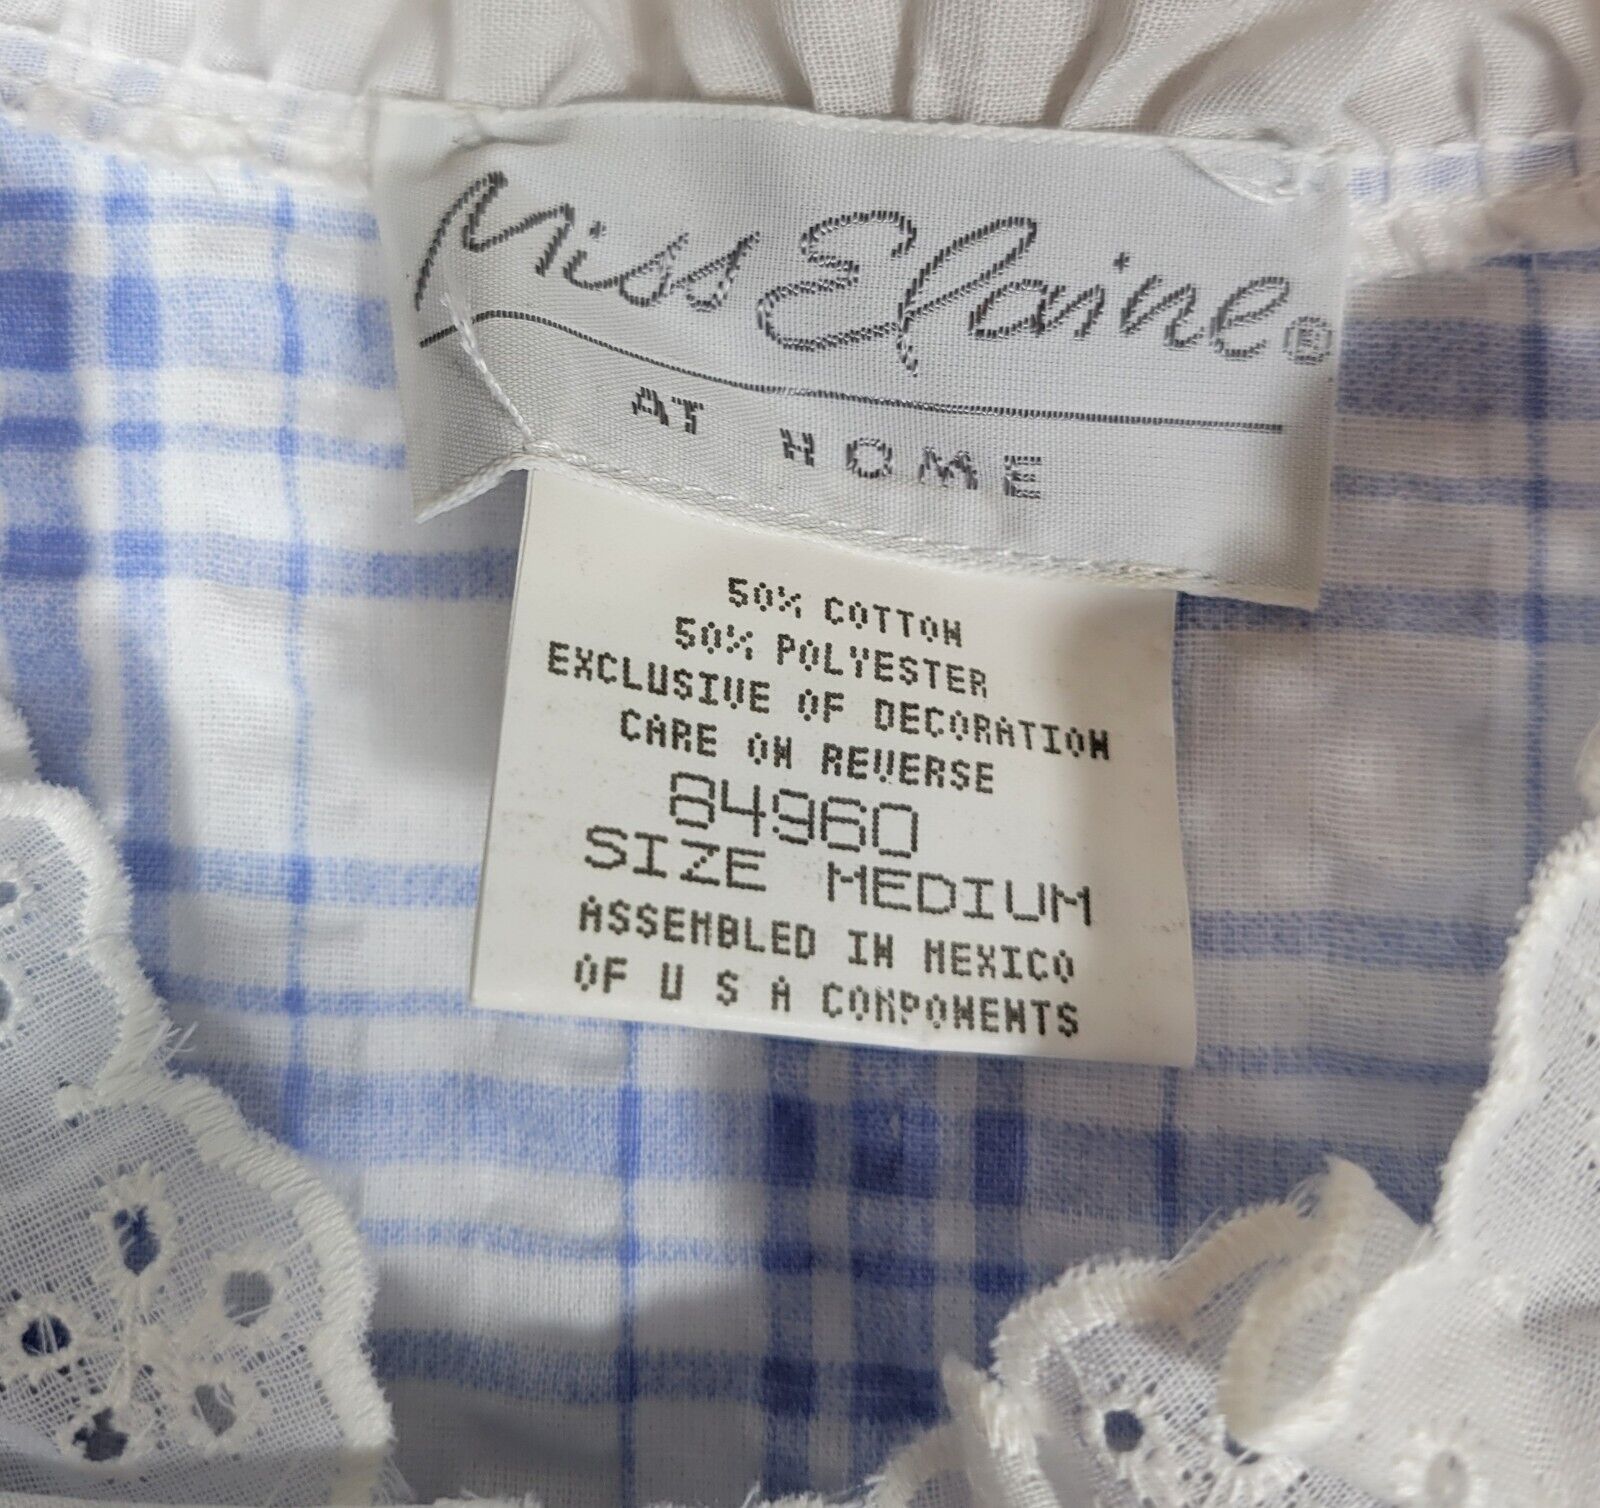 Miss Elaine®
AT HOME
50% COTTON
50% POLYESTER
EXCLUSIVE OF DECORATION
CARE ON REVERSE
84960
SIZE MEDIUM
ASSEMBLED IN MEXICO
OF U S A COMPONENTS